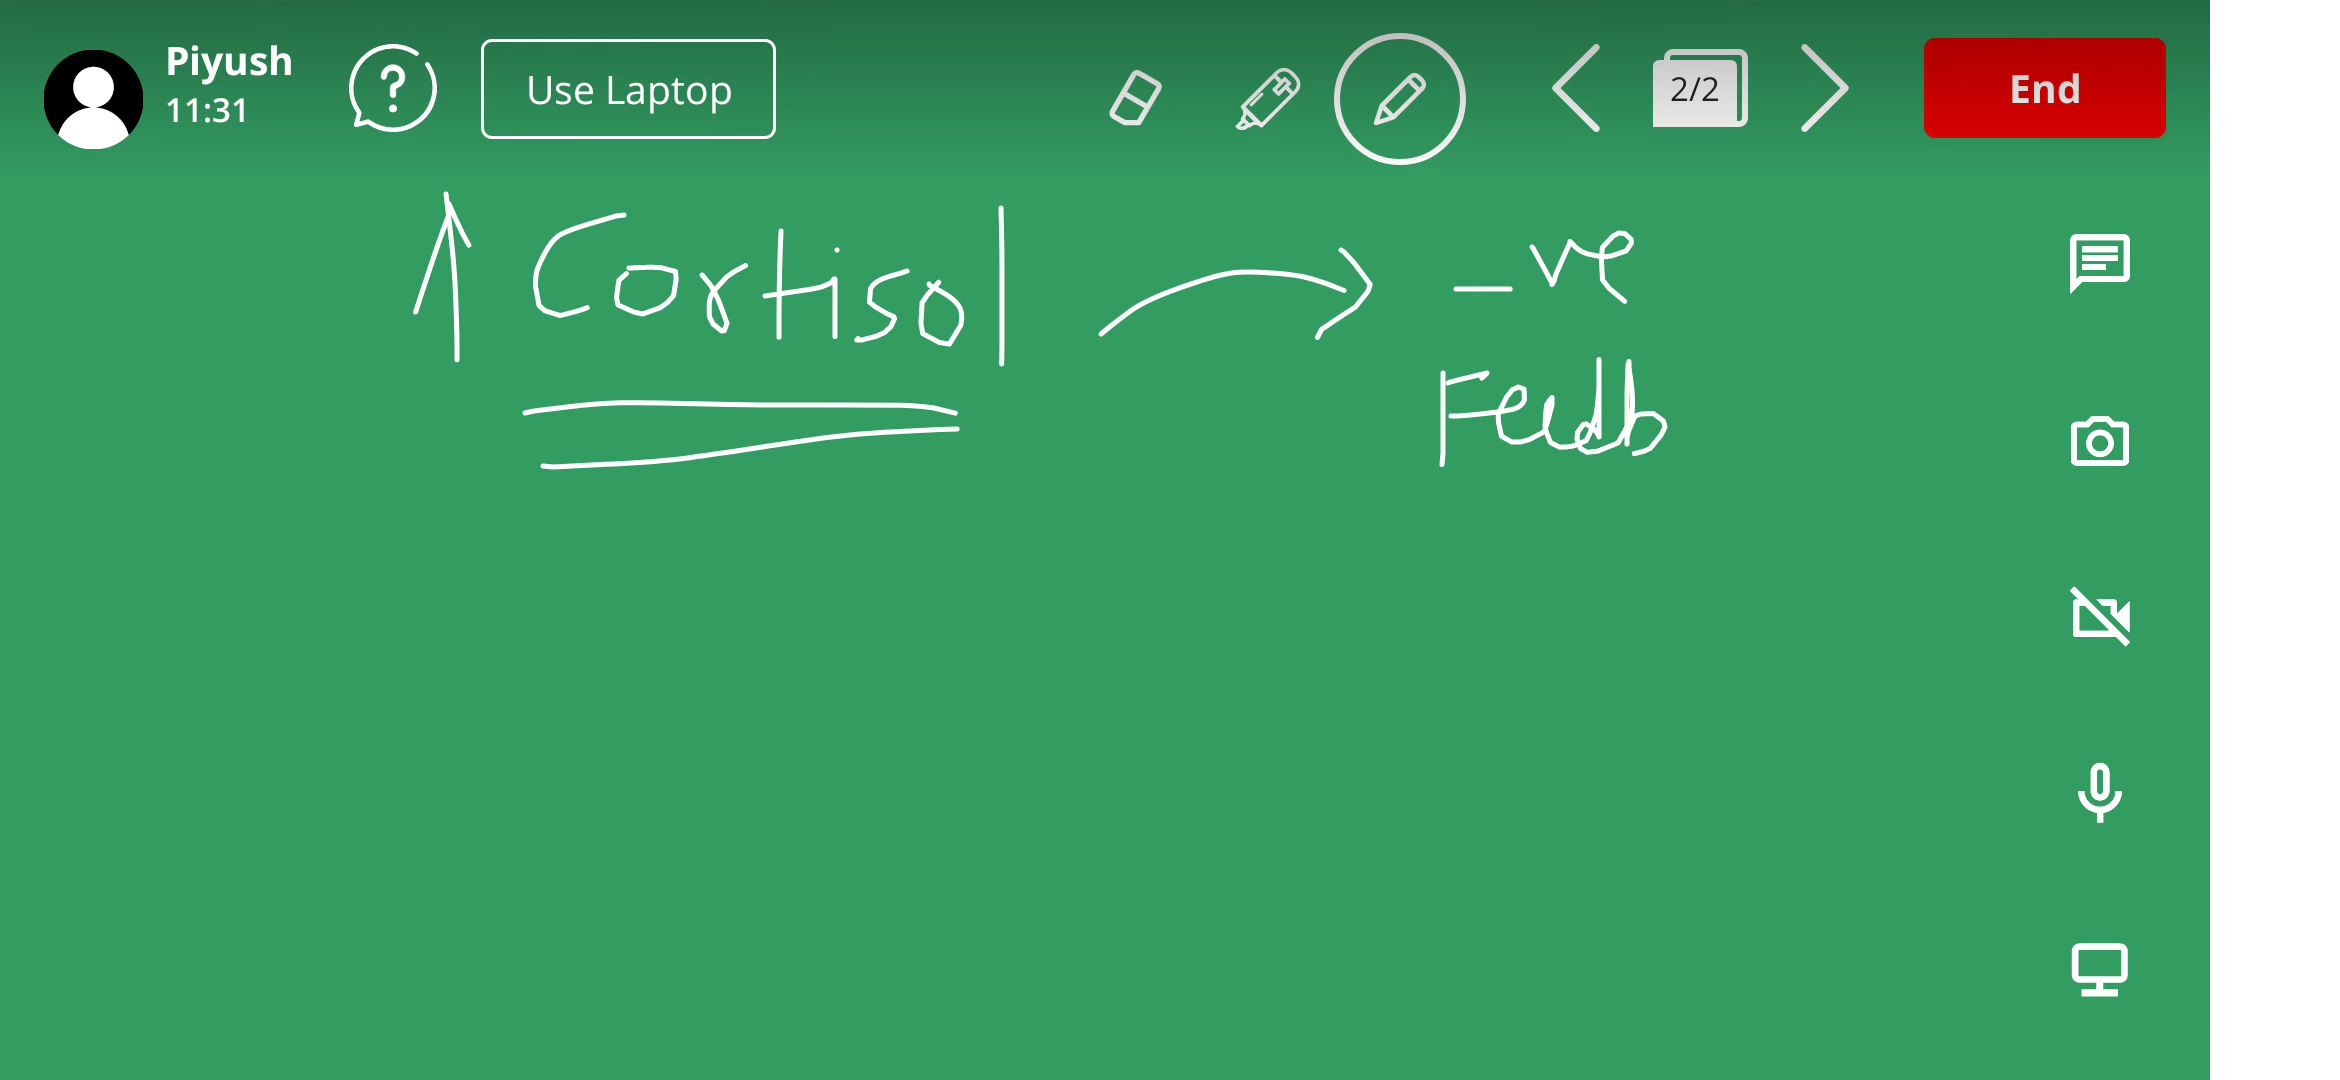 Piyush
11:31
Use Laptop
2/2
End
↑ Cortisol → -ve
Feedb